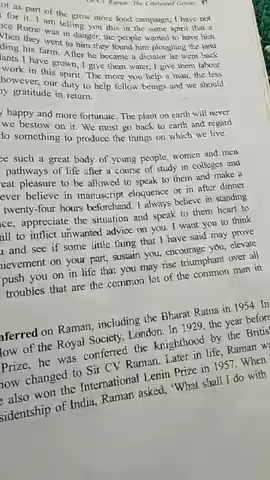 CV Raman: The Celebrated Genius 97
ot as part of the grow more food campaign; I have not
for it. I am telling you this in the same spirit that a
nce Rome was in danger, the people wanted to have him
When they went to him they found him ploughing the land
ding his farm. After he became a dictator he went back
plants I have grown, I give them water, I give them labour
work in this spirit. The more you help a man, the less
however, our duty to help fellow beings and we should
ny gratitude in return.
y happy and more fortunate. The plant on earth will never
we bestow on it. We must go back to earth and regard
do something to produce the things on which we live.
ee such a great body of young people, women and men
pathways of life after a course of study in colleges and
reat pleasure to be allowed to speak to them and make a
ever believe in manuscript eloquence or in after dinner
twenty-four hours beforehand. I always believe in standing
nce, appreciate the situation and speak to them heart to
all to inflict unwanted advice on you. I want you to think
u and see if some little thing that I have said may prove
hievement on your part, sustain you, encourage you, elevate
push you on in life that you may rise triumphant over all
troubles that are the common lot of the common man in
nferred on Raman, including the Bharat Ratna in 1954. In
llow of the Royal Society, London. In 1929, the year before
Prize, he was conferred the knighthood by the Britis
now changed to Sir CV Raman. Later in life, Raman wa
e also won the International Lenin Prize in 1957. When
sidentship of India, Raman asked, 'What shall I do with